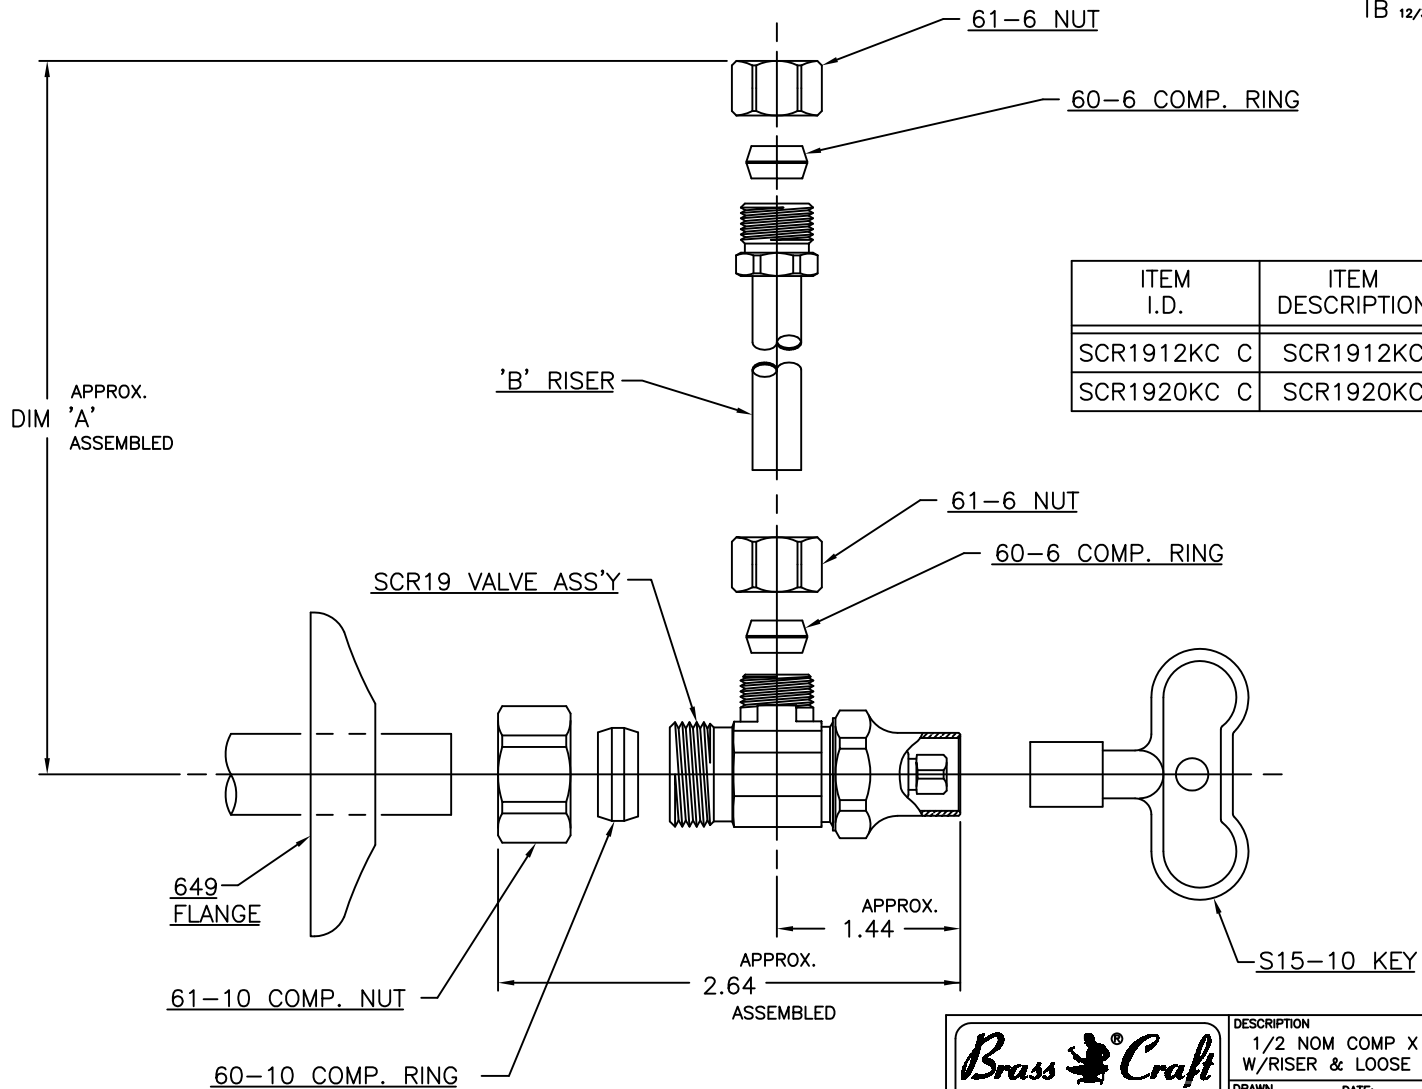 IB 12/
61-6 NUT
60-6 COMP. RING
ITEM I.D.
ITEM DESCRIPTION
SCR1912KC C
SCR1912KC
SCR1920KC C
SCR1920KC
APPROX.
DIM 'A'
ASSEMBLED
'B' RISER
61-6 NUT
60-6 COMP. RING
SCR19 VALVE ASS'Y
649
FLANGE
APPROX.
1.44
APPROX.
2.64
ASSEMBLED
S15-10 KEY
61-10 COMP. NUT
60-10 COMP. RING
Brass ® Craft
DESCRIPTION
1/2 NOM COMP X
W/RISER & LOOSE
DRAWN
DATE: